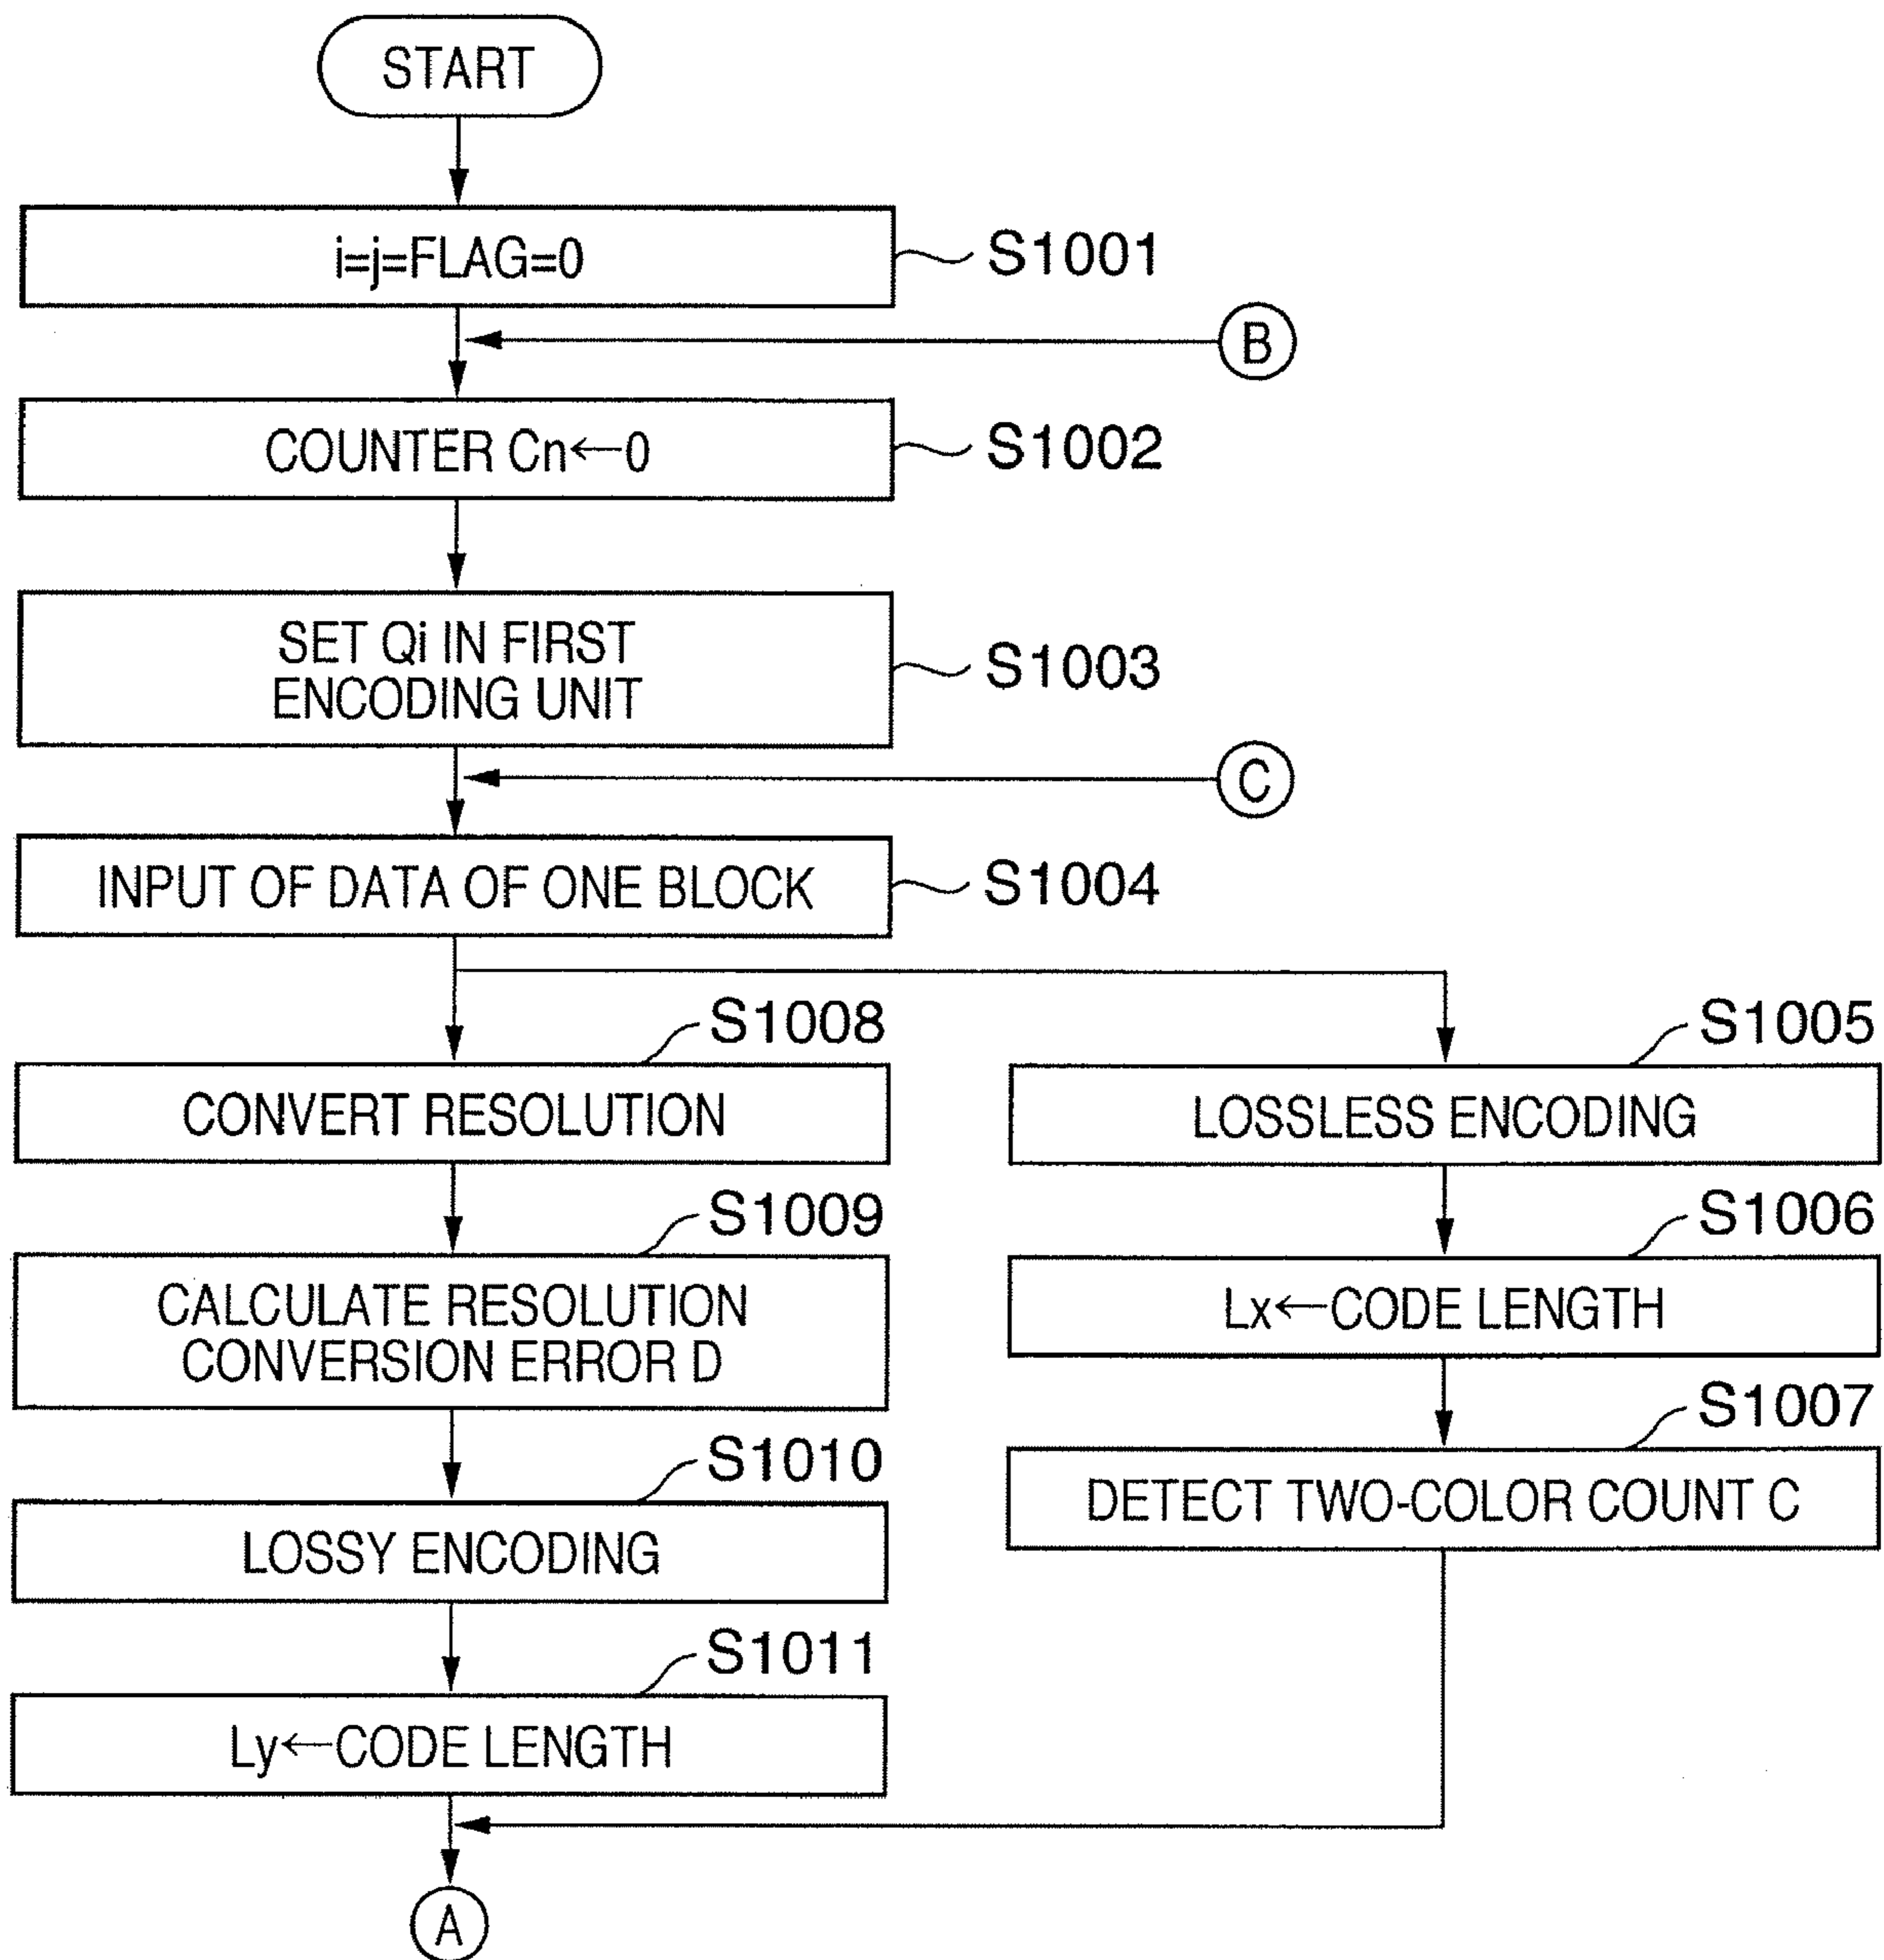 START
i=j=FLAG=0
S1001
B
COUNTER Cn←0
S1002
SET Qi IN FIRST
ENCODING UNIT
S1003
C
INPUT OF DATA OF ONE BLOCK
S1004
S1008
CONVERT RESOLUTION
S1009
CALCULATE RESOLUTION
CONVERSION ERROR D
S1010
LOSSY ENCODING
S1011
Ly←CODE LENGTH
S1005
LOSSLESS ENCODING
S1006
Lx←CODE LENGTH
S1007
DETECT TWO-COLOR COUNT C
A